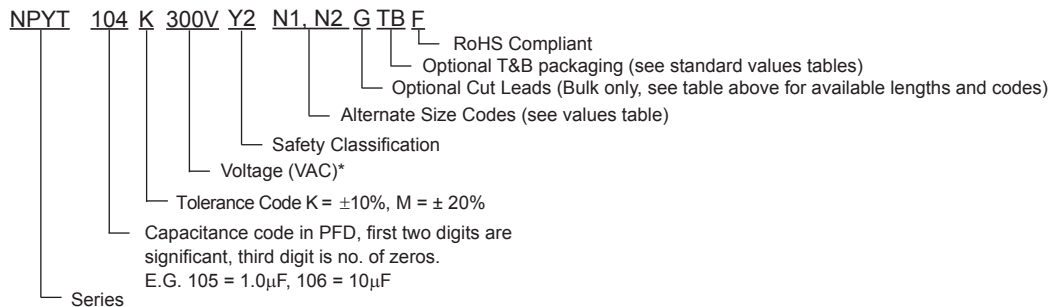 NPYT 104 K 300V Y2 N1, N2 G TB F
RoHS Compliant
Optional T&B packaging (see standard values tables)
Optional Cut Leads (Bulk only, see table above for available lengths and codes)
Alternate Size Codes (see values table)
Safety Classification
Voltage (VAC)*
Tolerance Code K = ±10%, M = ± 20%
Capacitance code in PFD, first two digits are
significant, third digit is no. of zeros.
E.G. 105 = 1.0µF, 106 = 10µF
Series